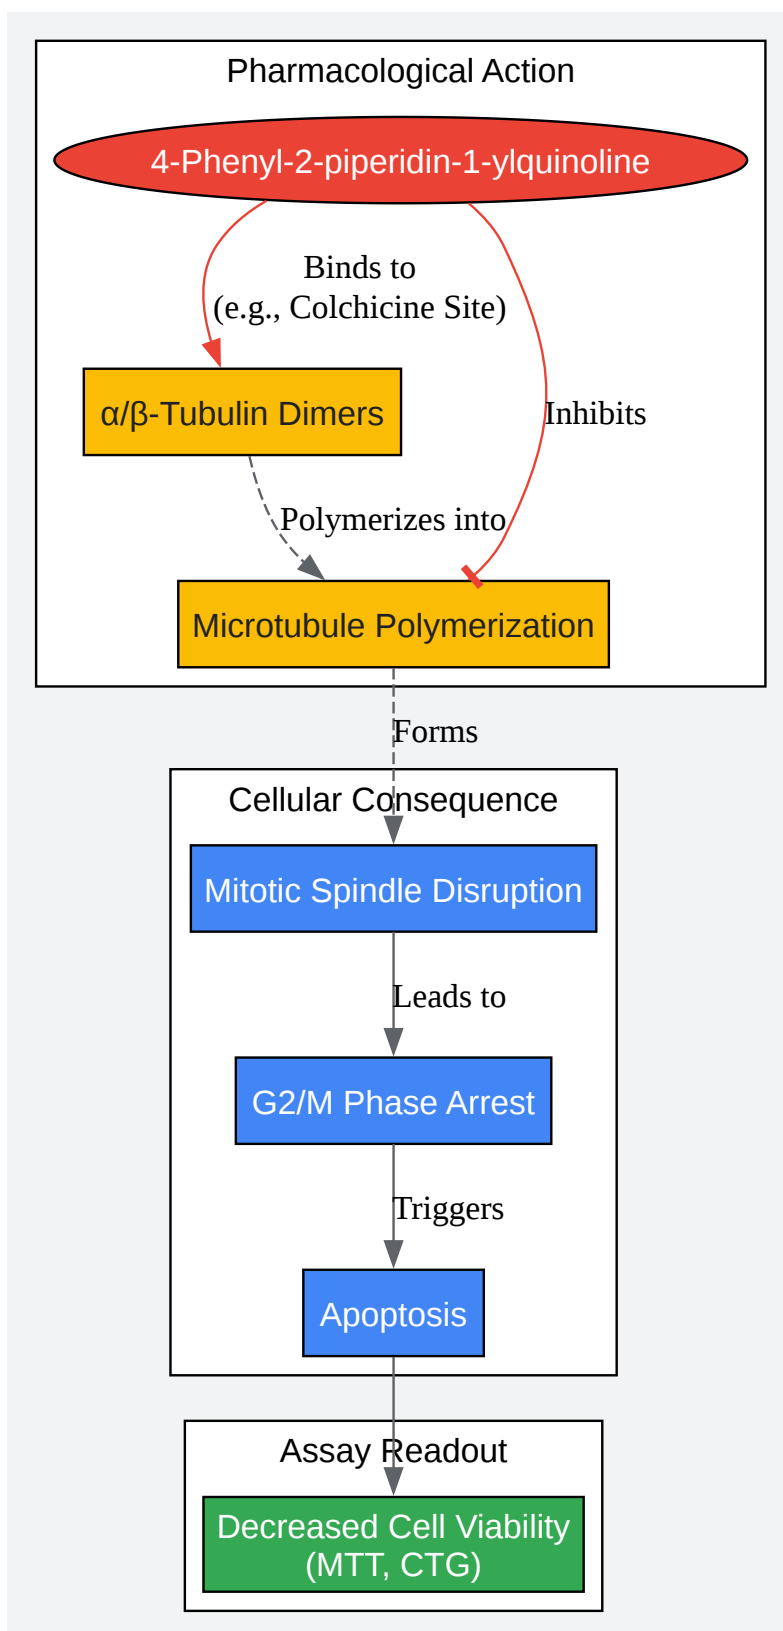 Pharmacological Action
4-Phenyl-2-piperidin-1-ylquinoline
Binds to
(e.g., Colchicine Site)
α/β-Tubulin Dimers
Inhibits
Polymerizes into
Microtubule Polymerization
Forms
Cellular Consequence
Mitotic Spindle Disruption
Leads to
G2/M Phase Arrest
Triggers
Apoptosis
Assay Readout
Decreased Cell Viability
(MTT, CTG)